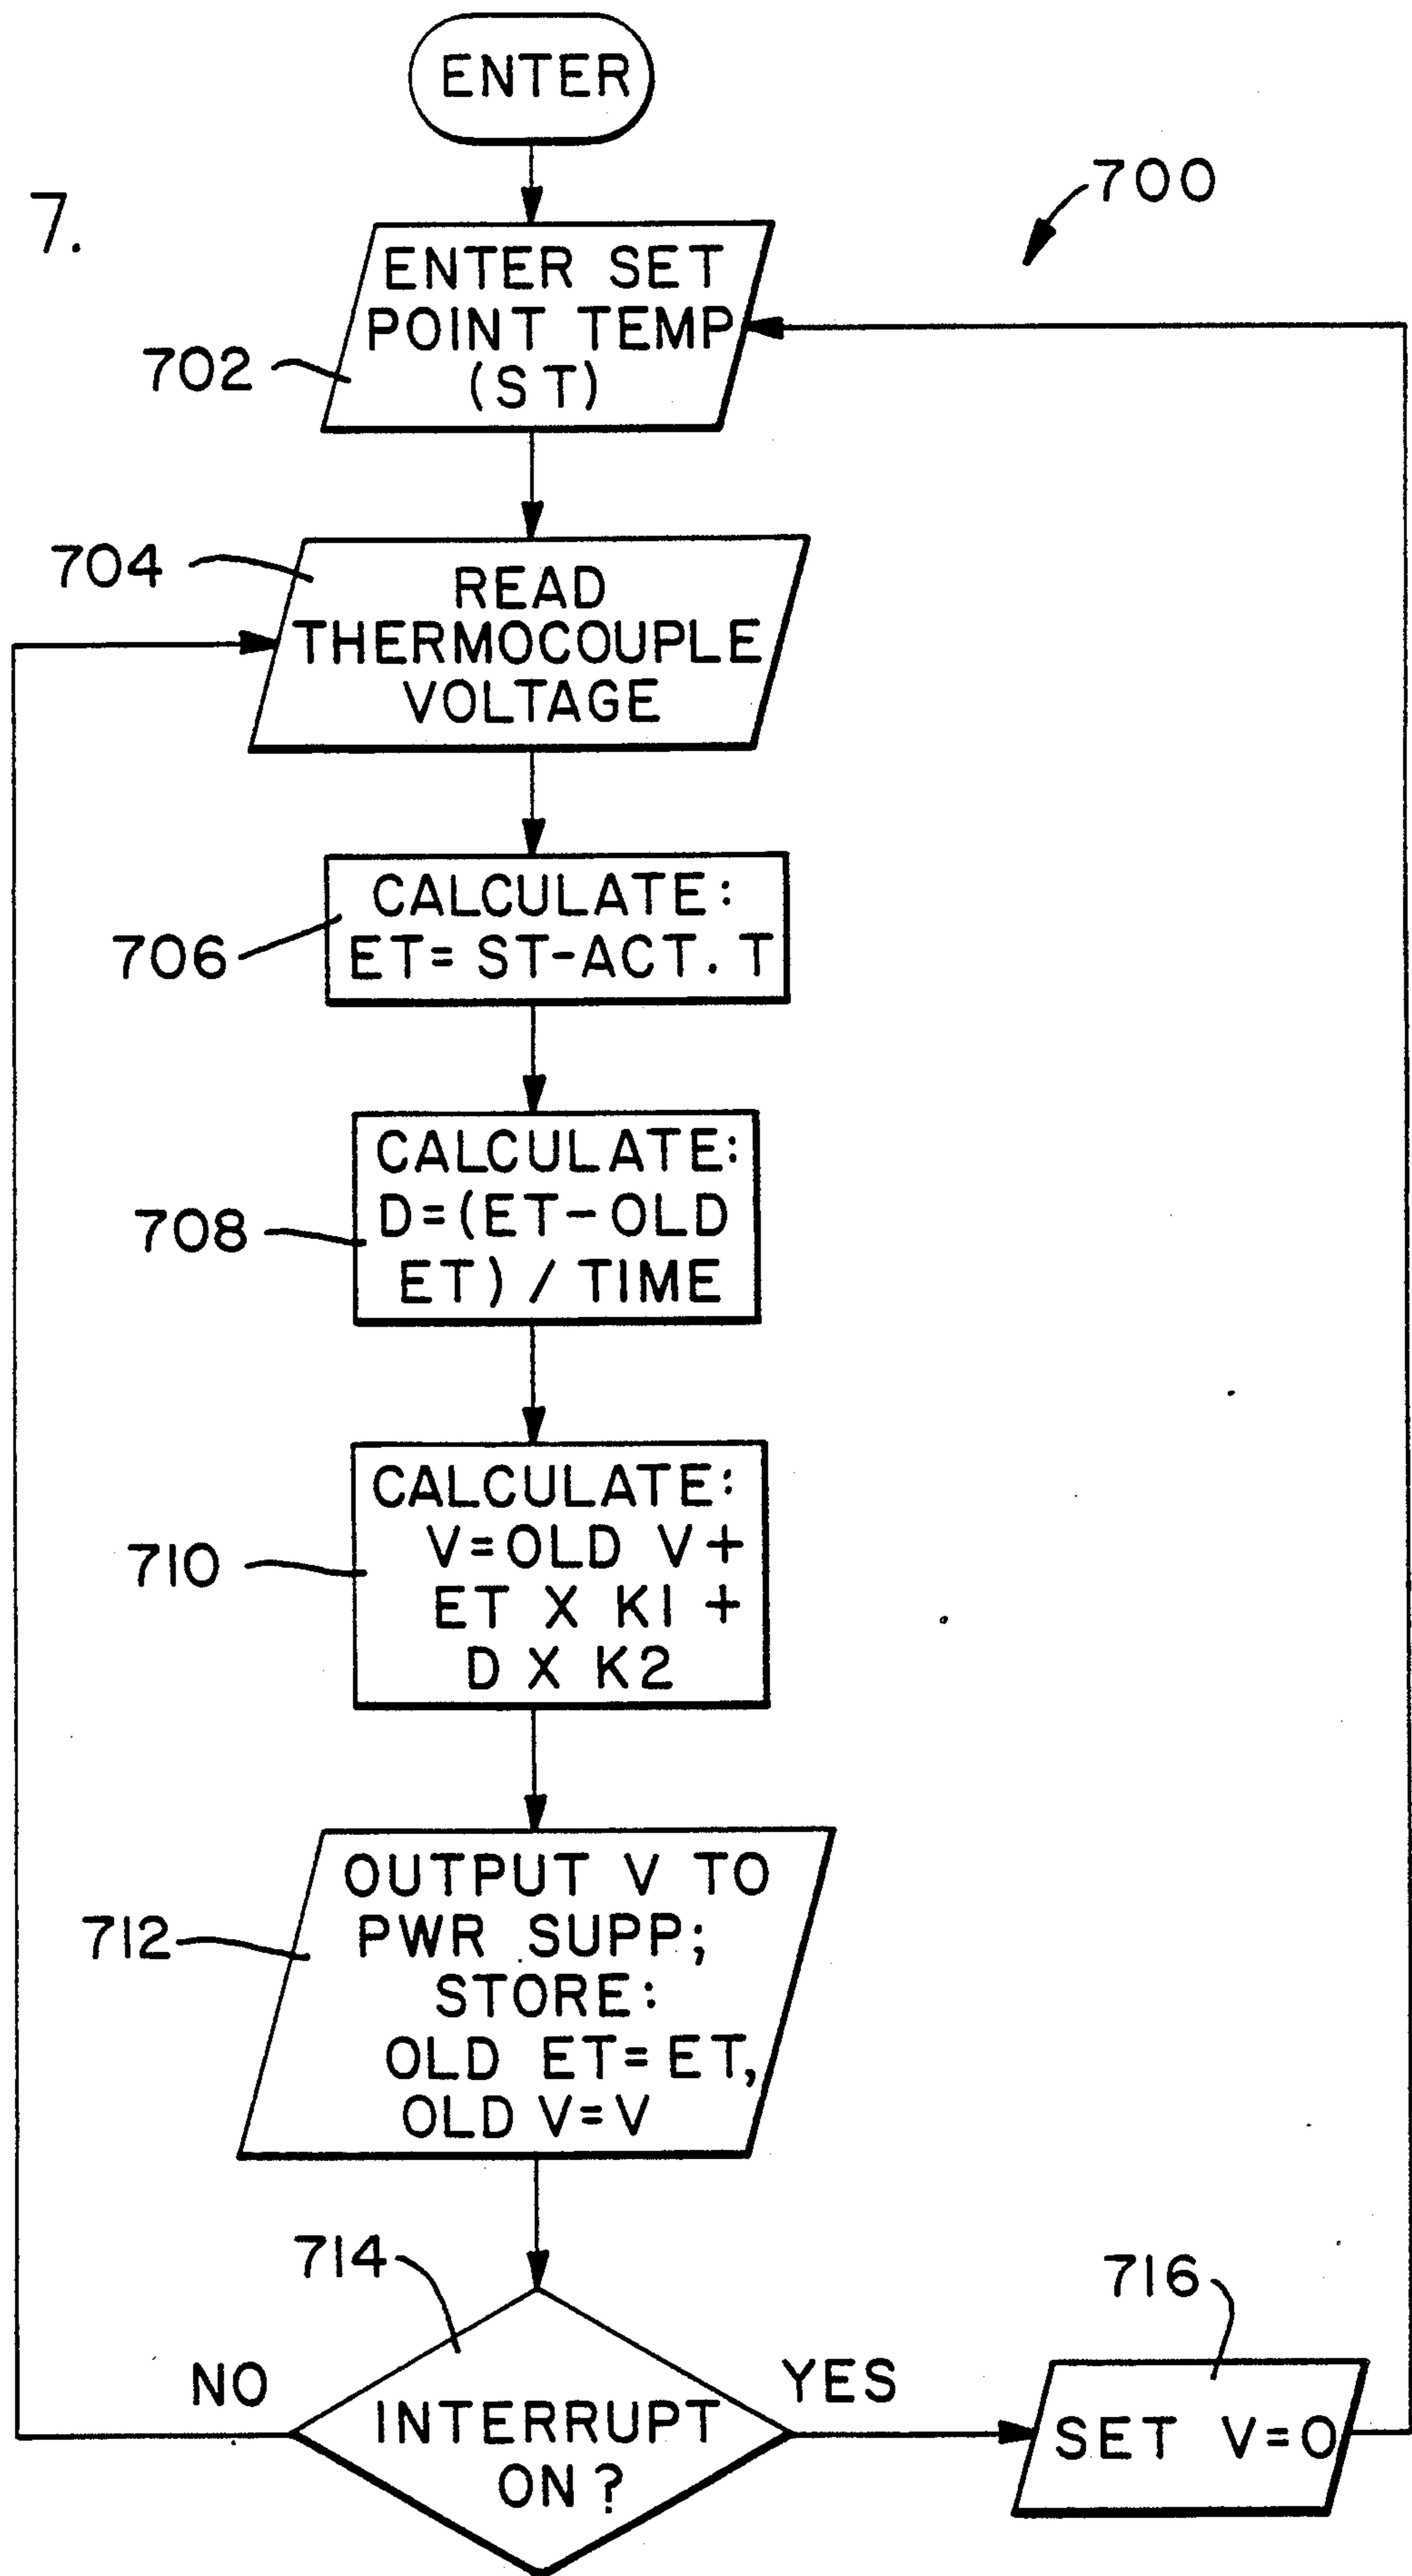 ENTER
7.
700
ENTER SET
POINT TEMP
(ST)
702
704
READ
THERMOCOUPLE
VOLTAGE
CALCULATE:
ET= ST-ACT. T
706
CALCULATE:
D=(ET-OLD
ET) / TIME
708
CALCULATE:
V=OLD V+
ET X K1 +
D X K2
710
OUTPUT V TO
PWR SUPP;
STORE:
OLD ET=ET,
OLD V=V
712
714
716
NO
YES
INTERRUPT
ON?
SET V=0